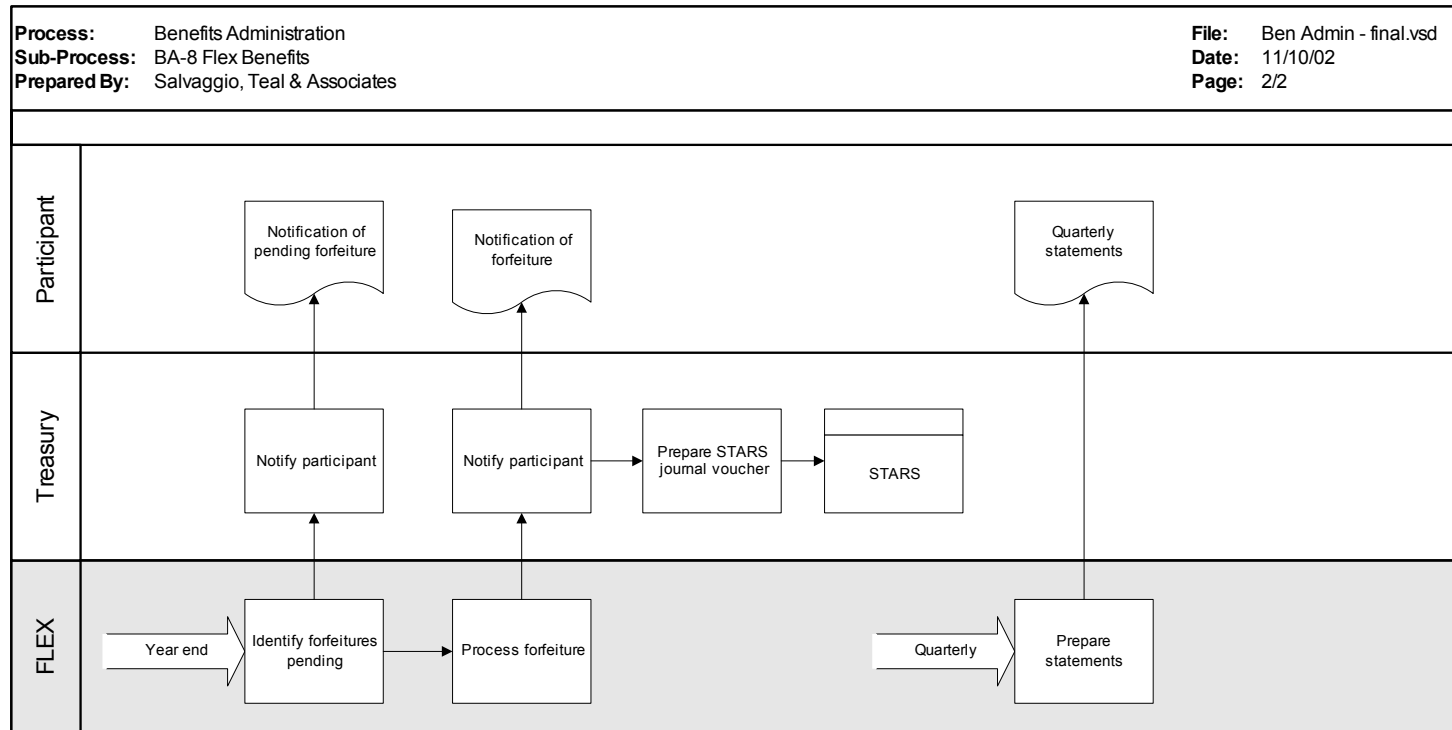 Process: Benefits Administration
Sub-Process: BA-8 Flex Benefits
Prepared By: Salvaggio, Teal & Associates
File: Ben Admin - final.vsd
Date: 11/10/02
Page: 2/2
Participant
Notification of
pending forfeiture
Notification of
forfeiture
Quarterly
statements
Treasury
Notify participant
Notify participant
Prepare STARS
journal voucher
STARS
FLEX
Year end
Identify forfeitures
pending
Process forfeiture
Quarterly
Prepare
statements